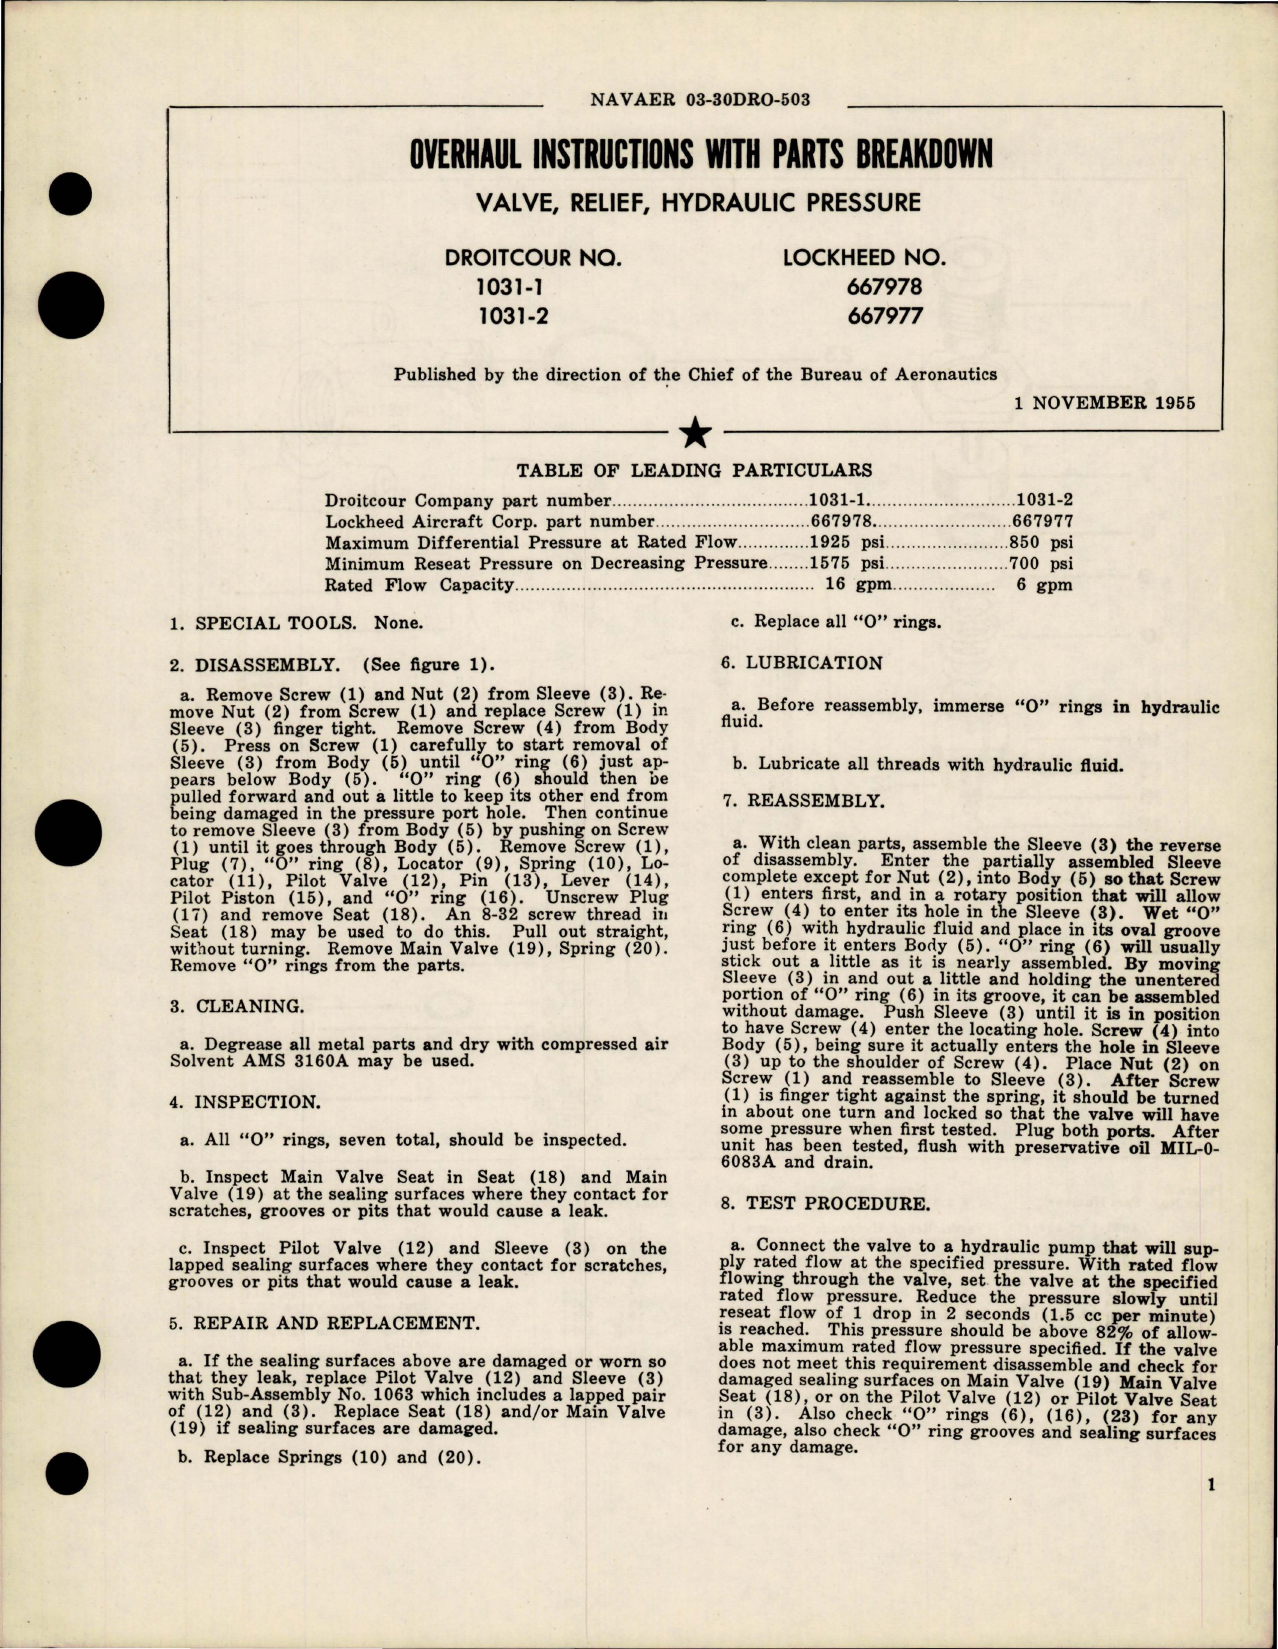 NAVAER 03-30DRO-503
OVERHAUL INSTRUCTIONS WITH PARTS BREAKDOWN
VALVE, RELIEF, HYDRAULIC PRESSURE
DROITCOUR NO. LOCKHEED NO.
1031-1 667978
1031-2 667977
Published by the direction of the Chief of the Bureau of Aeronautics
1 NOVEMBER 1955
TABLE OF LEADING PARTICULARS
Droitcour Company part number....................................1031-1...........................1031-2
Lockheed Aircraft Corp. part number............................667978.........................667977
Maximum Differential Pressure at Rated Flow.............1925 psi......................850 psi
Minimum Reseat Pressure on Decreasing Pressure........1575 psi......................700 psi
Rated Flow Capacity...................................................... 16 gpm................... 6 gpm
1. SPECIAL TOOLS. None.
2. DISASSEMBLY. (See figure 1).
a. Remove Screw (1) and Nut (2) from Sleeve (3). Re-
move Nut (2) from Screw (1) and replace Screw (1) in
Sleeve (3) finger tight. Remove Screw (4) from Body
(5). Press on Screw (1) carefully to start removal of
Sleeve (3) from Body (5) until "O" ring (6) just ap-
pears below Body (5). "O" ring (6) should then be
pulled forward and out a little to keep its other end from
being damaged in the pressure port hole. Then continue
to remove Sleeve (3) from Body (5) by pushing on Screw
(1) until it goes through Body (5). Remove Screw (1),
Plug (7), "O" ring (8), Locator (9), Spring (10), Lo-
cator (11), Pilot Valve (12), Pin (13), Lever (14),
Pilot Piston (15), and "O" ring (16). Unscrew Plug
(17) and remove Seat (18). An 8-32 screw thread in
Seat (18) may be used to do this. Pull out straight,
without turning. Remove Main Valve (19), Spring (20).
Remove "O" rings from the parts.
3. CLEANING.
a. Degrease all metal parts and dry with compressed air
Solvent AMS 3160A may be used.
4. INSPECTION.
a. All "O" rings, seven total, should be inspected.
b. Inspect Main Valve Seat in Seat (18) and Main
Valve (19) at the sealing surfaces where they contact for
scratches, grooves or pits that would cause a leak.
c. Inspect Pilot Valve (12) and Sleeve (3) on the
lapped sealing surfaces where they contact for scratches,
grooves or pits that would cause a leak.
5. REPAIR AND REPLACEMENT.
a. If the sealing surfaces above are damaged or worn so
that they leak, replace Pilot Valve (12) and Sleeve (3)
with Sub-Assembly No. 1063 which includes a lapped pair
of (12) and (3). Replace Seat (18) and/or Main Valve
(19) if sealing surfaces are damaged.
b. Replace Springs (10) and (20).
c. Replace all "O" rings.
6. LUBRICATION
a. Before reassembly, immerse "O" rings in hydraulic
fluid.
b. Lubricate all threads with hydraulic fluid.
7. REASSEMBLY.
a. With clean parts, assemble the Sleeve (3) the reverse
of disassembly. Enter the partially assembled Sleeve
complete except for Nut (2), into Body (5) so that Screw
(1) enters first, and in a rotary position that will allow
Screw (4) to enter its hole in the Sleeve (3). Wet "O"
ring (6) with hydraulic fluid and place in its oval groove
just before it enters Body (5). "O" ring (6) will usually
stick out a little as it is nearly assembled. By moving
Sleeve (3) in and out a little and holding the unentered
portion of "O" ring (6) in its groove, it can be assembled
without damage. Push Sleeve (3) until it is in position
to have Screw (4) enter the locating hole. Screw (4) into
Body (5), being sure it actually enters the hole in Sleeve
(3) up to the shoulder of Screw (4). Place Nut (2) on
Screw (1) and reassemble to Sleeve (3). After Screw
(1) is finger tight against the spring, it should be turned
in about one turn and locked so that the valve will have
some pressure when first tested. Plug both ports. After
unit has been tested, flush with preservative oil MIL-0-
6083A and drain.
8. TEST PROCEDURE.
a. Connect the valve to a hydraulic pump that will sup-
ply rated flow at the specified pressure. With rated flow
flowing through the valve, set the valve at the specified
rated flow pressure. Reduce the pressure slowly until
reseat flow of 1 drop in 2 seconds (1.5 cc per minute)
is reached. This pressure should be above 82% of allow-
able maximum rated flow pressure specified. If the valve
does not meet this requirement disassemble and check for
damaged sealing surfaces on Main Valve (19) Main Valve
Seat (18), or on the Pilot Valve (12) or Pilot Valve Seat
in (3). Also check "O" rings (6), (16), (23) for any
damage, also check "O" ring grooves and sealing surfaces
for any damage.
1